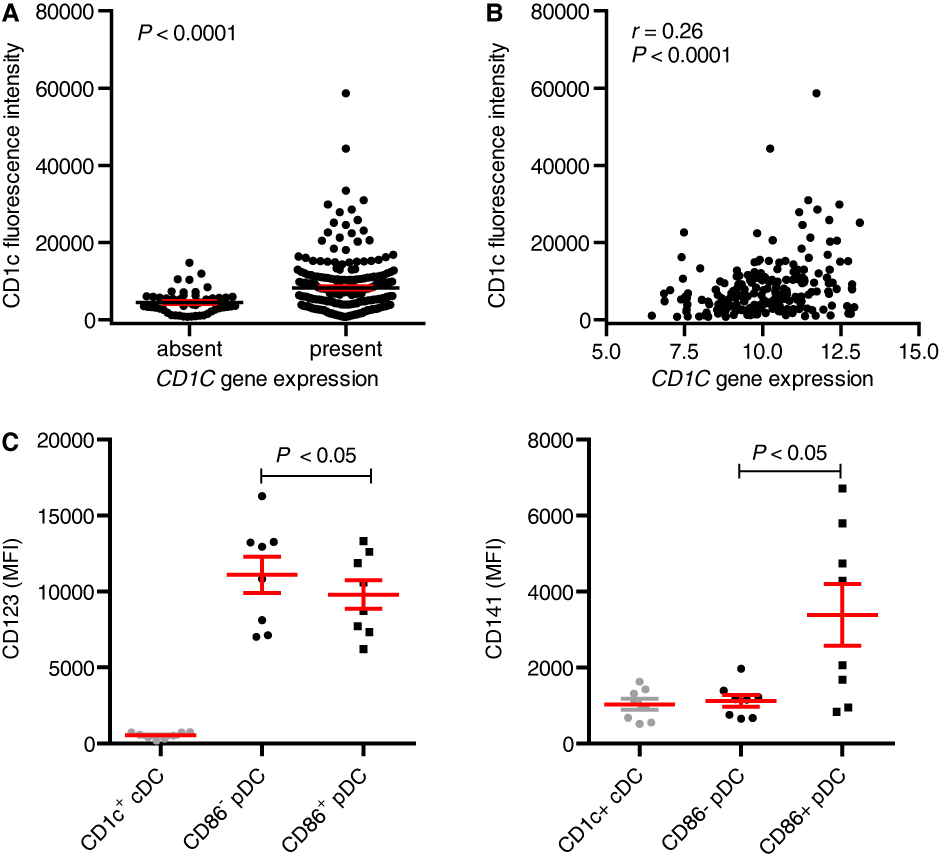 A
80000
60000
40000
20000
0
CD1c fluorescence intensity
P < 0.0001
absent present
CD1C gene expression
B
80000
60000
40000
20000
0
CD1c fluorescence intensity
r = 0.26
P < 0.0001
5.0 7.5 10.0 12.5 15.0
CD1C gene expression
C
20000
15000
10000
5000
0
CD123 (MFI)
P < 0.05
CD1c⁺ cDC
CD86⁻ pDC
CD86⁺ pDC
8000
6000
4000
2000
0
CD141 (MFI)
P < 0.05
CD1c+ cDC
CD86- pDC
CD86+ pDC